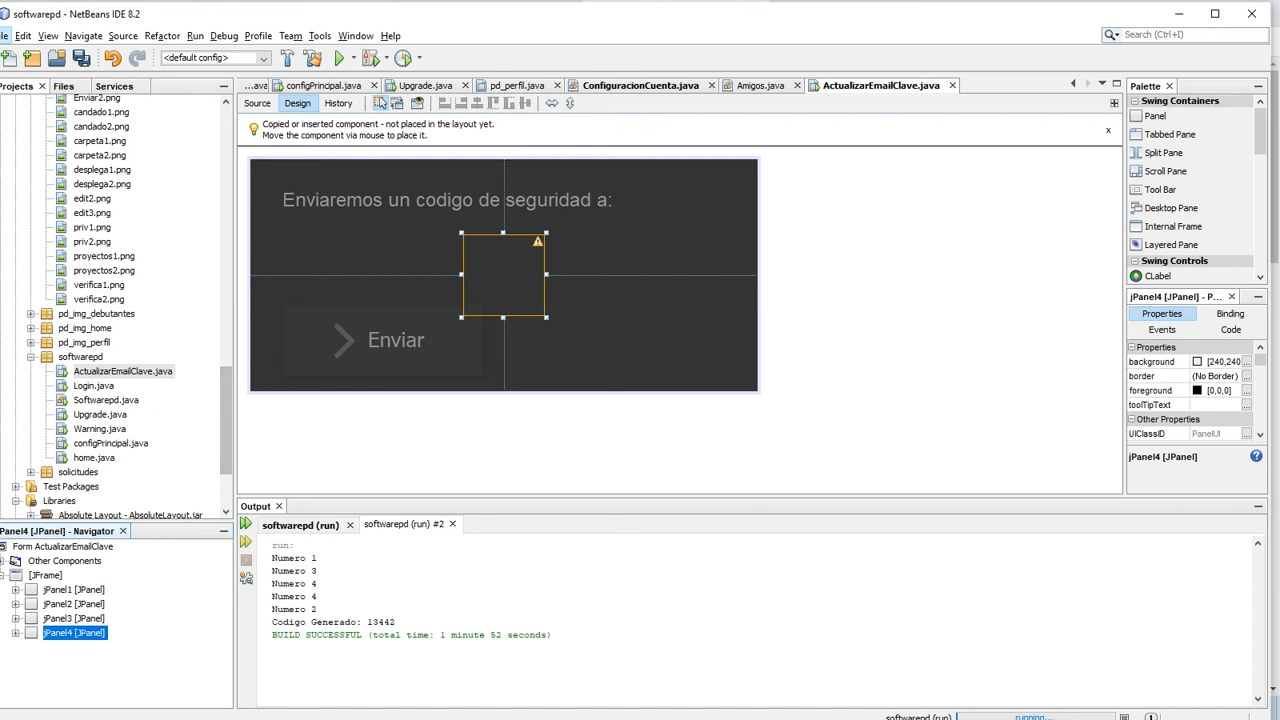 softwarepd - NetBeans IDE 8.2
File Edit View Navigate Source Refactor Run Debug Profile Team Tools Window Help
Search (Ctrl+I)
<default config>
Projects x Files Services
Enviar2.png
candado1.png
candado2.png
carpeta1.png
carpeta2.png
desplega1.png
desplega2.png
edit2.png
edit3.png
priv1.png
priv2.png
proyectos1.png
proyectos2.png
verifica1.png
verifica2.png
pd_img_debutantes
pd_img_home
pd_img_perfil
softwarepd
ActualizarEmailClave.java
Login.java
Softwarepd.java
Upgrade.java
Warning.java
configPrincipal.java
home.java
solicitudes
Test Packages
Libraries
Absolute Layout - AbsoluteLayout.jar
...ava configPrincipal.java Upgrade.java pd_perfil.java ConfiguracionCuenta.java Amigos.java ActualizarEmailClave.java
Source Design History
Copied or inserted component - not placed in the layout yet.
Move the component via mouse to place it.
x
Enviaremos un codigo de seguridad a:
Enviar
Palette
Swing Containers
Panel
Tabbed Pane
Split Pane
Scroll Pane
Tool Bar
Desktop Pane
Internal Frame
Layered Pane
Swing Controls
CLabel
jPanel4 [JPanel] - P...
Properties Binding
Events Code
Properties
background [240,240
border (No Border)
foreground [0,0,0]
toolTipText
Other Properties
UIClassID PanelUI
jPanel4 [JPanel]
Panel4 [JPanel] - Navigator
Form ActualizarEmailClave
Other Components
[JFrame]
jPanel1 [JPanel]
jPanel2 [JPanel]
jPanel3 [JPanel]
jPanel4 [JPanel]
Output
softwarepd (run) softwarepd (run) #2
run:
Numero 1
Numero 3
Numero 4
Numero 4
Numero 2
Codigo Generado: 13442
BUILD SUCCESSFUL (total time: 1 minute 52 seconds)
softwarepd (run) running... 1